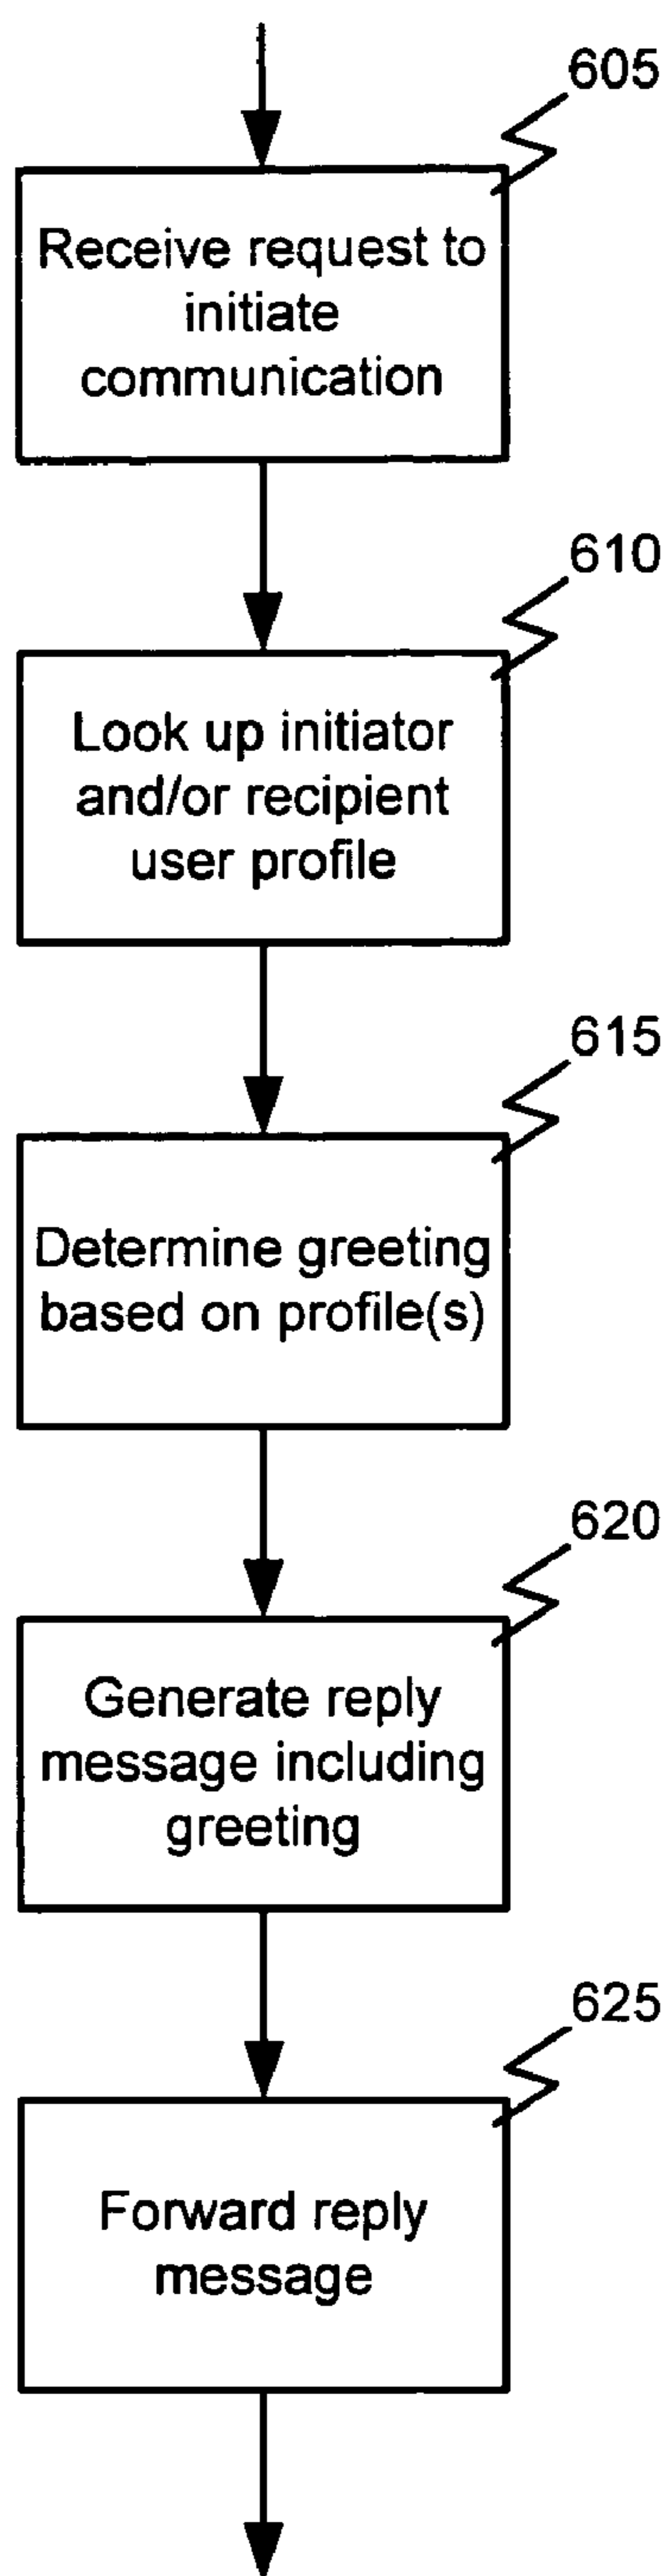 605
Receive request to
initiate
communication
610
Look up initiator
and/or recipient
user profile
615
Determine greeting
based on profile(s)
620
Generate reply
message including
greeting
625
Forward reply
message